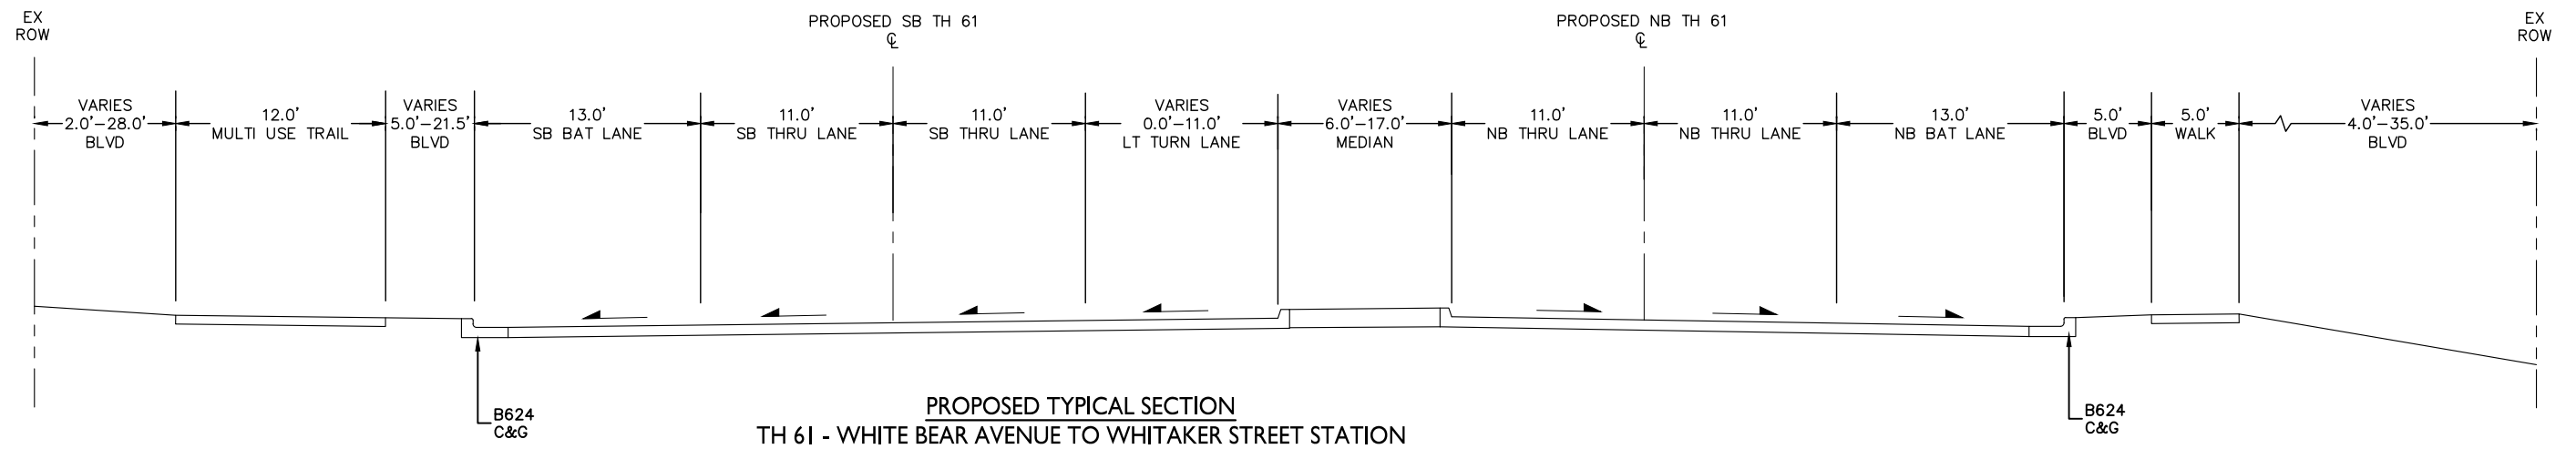 EX
ROW
PROPOSED SB TH 61
℄
PROPOSED NB TH 61
℄
EX
ROW
VARIES
2.0'-28.0'
BLVD
12.0'
MULTI USE TRAIL
VARIES
5.0'-21.5'
BLVD
13.0'
SB BAT LANE
11.0'
SB THRU LANE
11.0'
SB THRU LANE
VARIES
0.0'-11.0'
LT TURN LANE
VARIES
6.0'-17.0'
MEDIAN
11.0'
NB THRU LANE
11.0'
NB THRU LANE
13.0'
NB BAT LANE
5.0'
BLVD
5.0'
WALK
VARIES
4.0'-35.0'
BLVD
B624
C&G
B624
C&G
PROPOSED TYPICAL SECTION
TH 61 - WHITE BEAR AVENUE TO WHITAKER STREET STATION